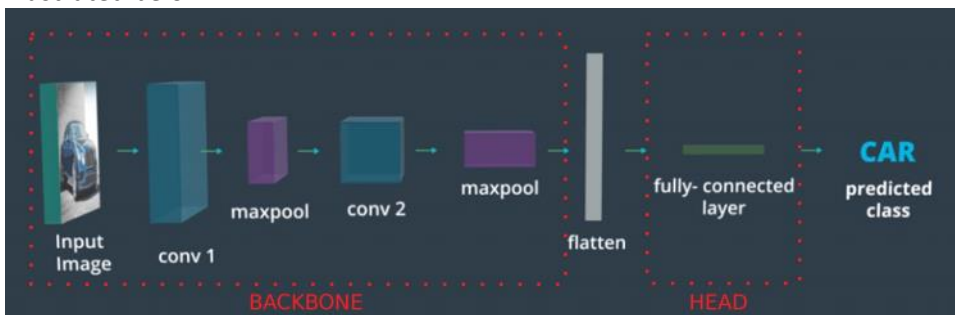 Input
Image
conv 1
maxpool
conv 2
maxpool
flatten
fully- connected
layer
CAR
predicted
class
BACKBONE
HEAD